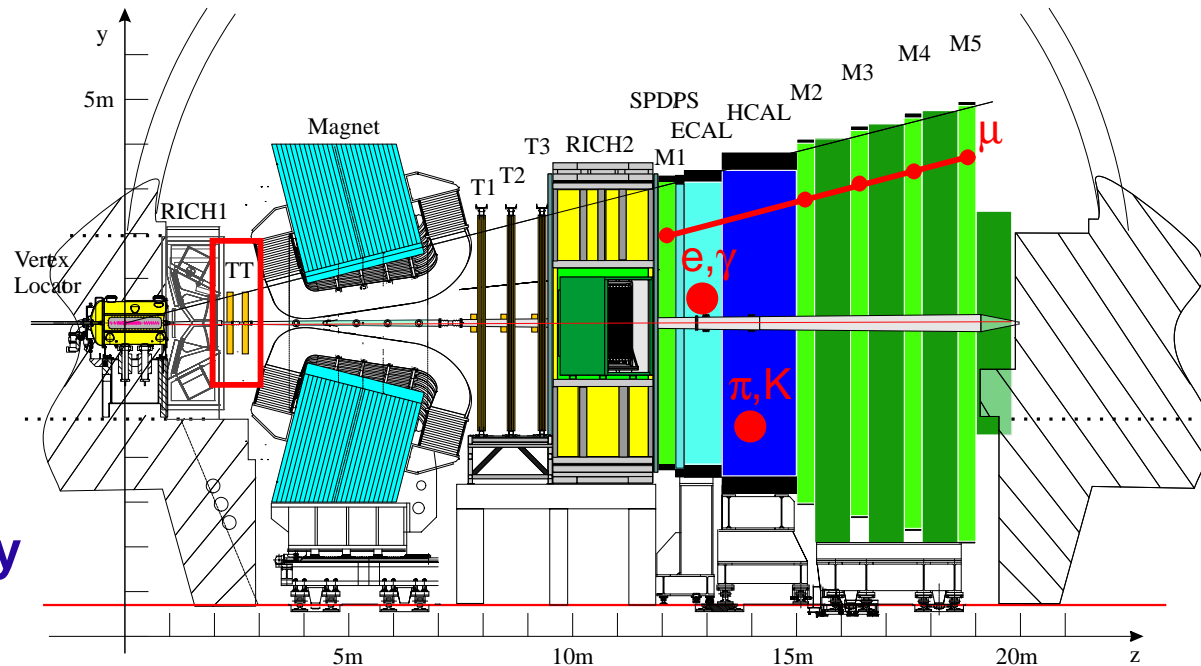 y
5m
Magnet
RICH1
Verex
Locator
TT
T1
T2
T3
RICH2
M1
SPDPS
ECAL
HCAL
M2
M3
M4
M5
μ
e,γ
π,K
y
5m
10m
15m
20m
z